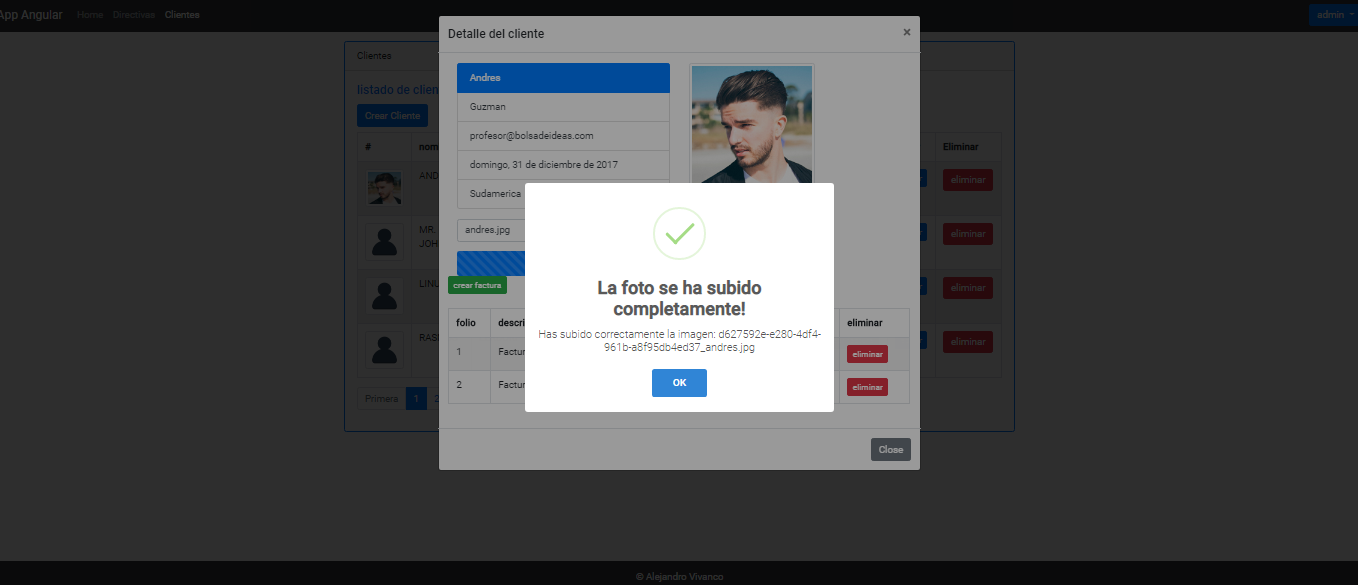 App Angular Home Directivas Clientes admin
Detalle del cliente ×
Clientes
listado de clien
Crear Cliente
# nom Eliminar
AND eliminar
MR.
JOH eliminar
LINU eliminar
RAS eliminar
Primera 1 2
Andres
Guzman
profesor@bolsadeideas.com
domingo, 31 de diciembre de 2017
Sudamerica
andres.jpg
crear factura
folio descri eliminar
1 Factur eliminar
2 Factur eliminar
La foto se ha subido
completamente!
Has subido correctamente la imagen: d627592e-e280-4df4-
961b-a8f95db4ed37_andres.jpg
OK
Close
© Alejandro Vivanco